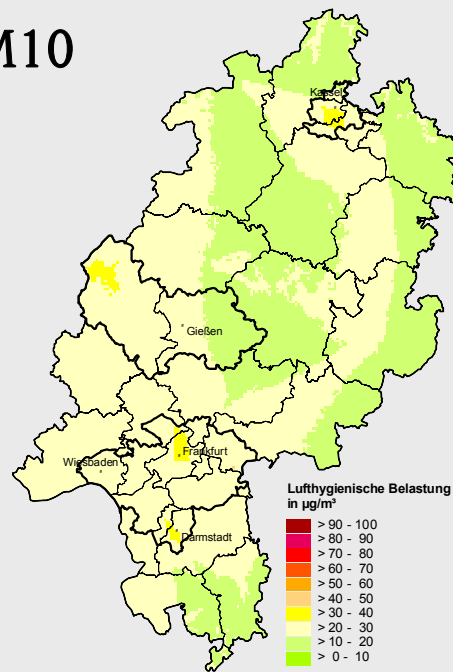 M10
Kassel
Gießen
Frankfurt
Wiesbaden
Darmstadt
Lufthygienische Belastung
in µg/m³
> 90 - 100
> 80 - 90
> 70 - 80
> 60 - 70
> 50 - 60
> 40 - 50
> 30 - 40
> 20 - 30
> 10 - 20
> 0 - 10